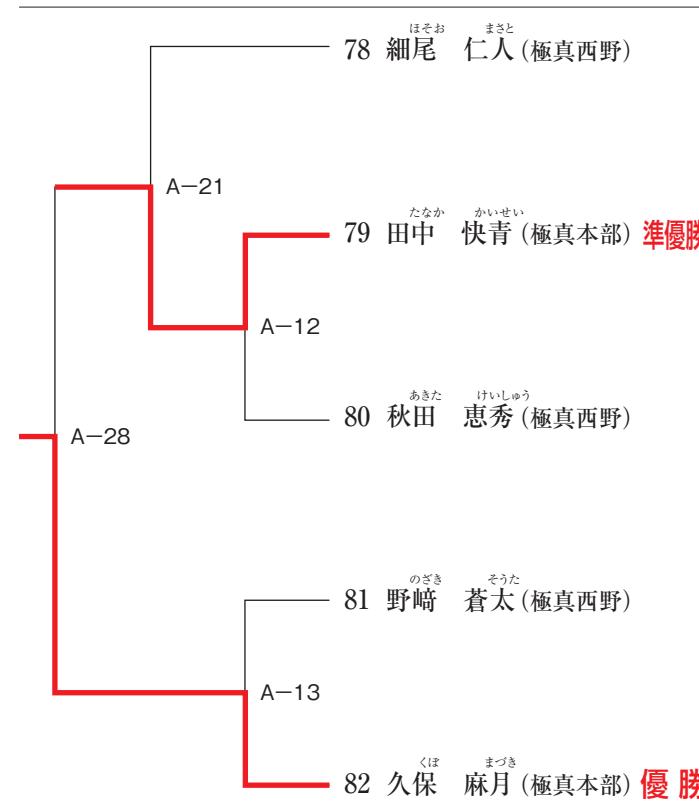 ほそお まさと
78 細尾 仁人 (極真西野)
A−21
たなか かいせい
79 田中 快青 (極真本部) 準優勝
A−12
あきた けいしゅう
80 秋田 恵秀 (極真西野)
A−28
のざき そうた
81 野﨑 蒼太 (極真西野)
A−13
くぼ まづき
82 久保 麻月 (極真本部) 優 勝